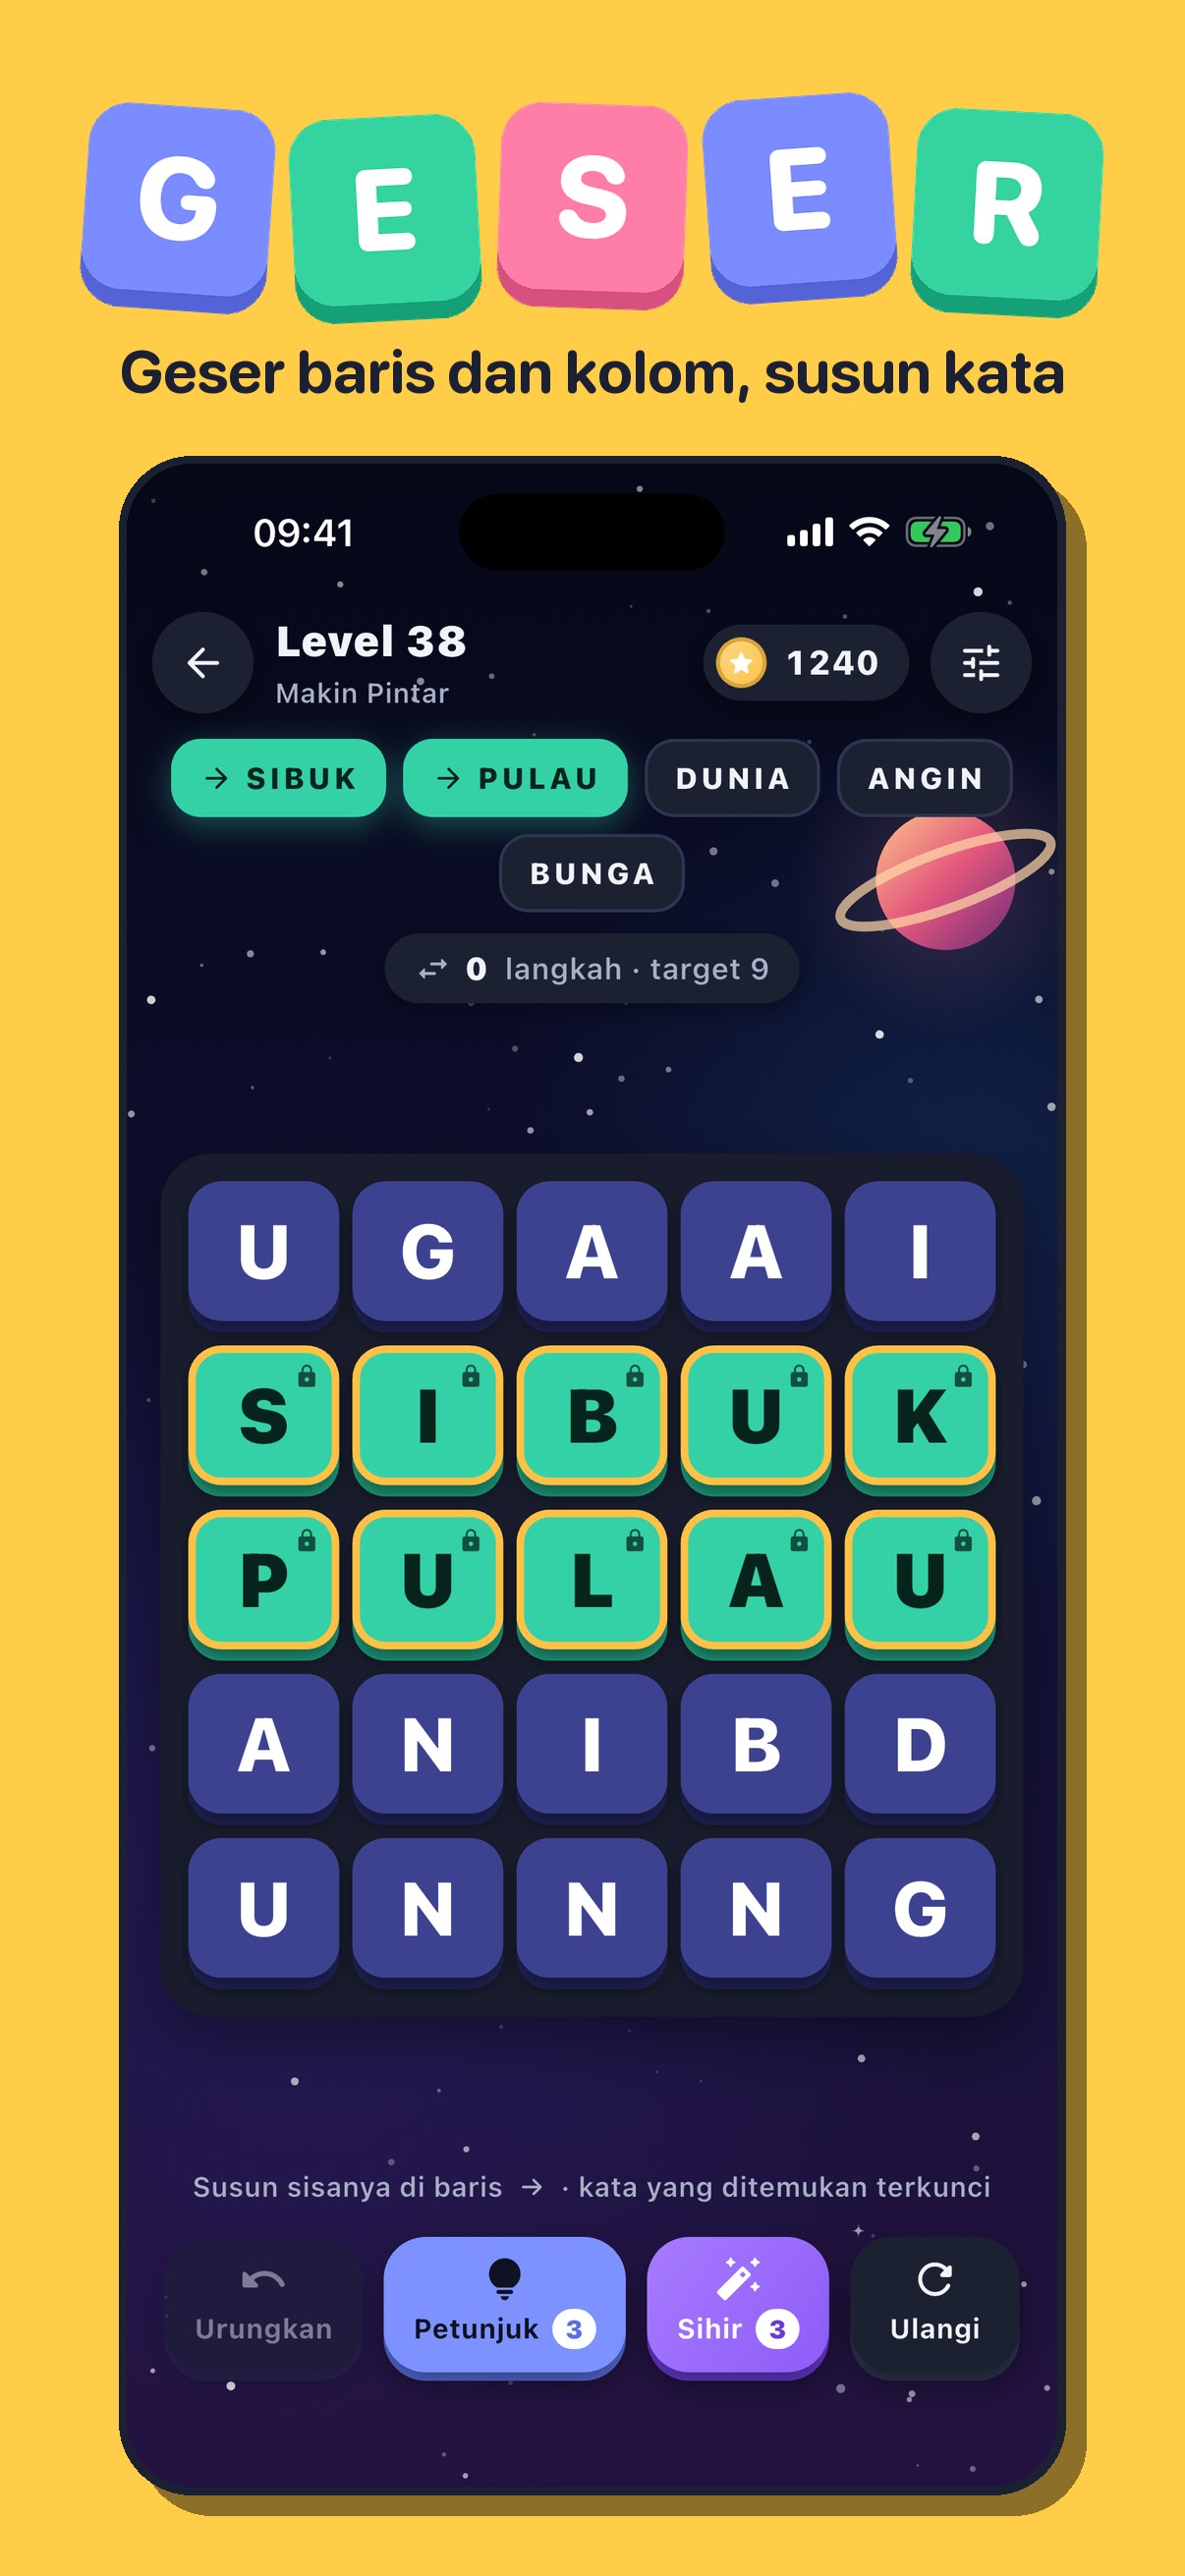 GESER
Geser baris dan kolom, susun kata
09:41
Level 38
1240
Makin Pintar
→ SIBUK → PULAU DUNIA ANGIN
BUNGA
0 langkah · target 9
U G A A I
S I B U K
P U L A U
A N I B D
U N N N G
Susun sisanya di baris → · kata yang ditemukan terkunci
Urungkan Petunjuk 3 Sihir 3 Ulangi